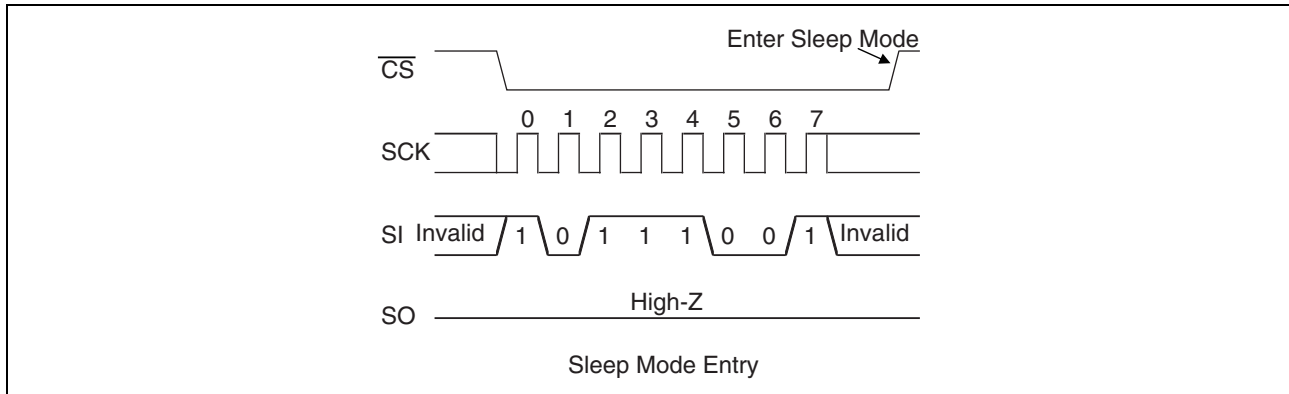 Enter Sleep Mode
CS
0 1 2 3 4 5 6 7
SCK
SI Invalid 1 0 1 1 1 0 0 1 Invalid
High-Z
SO
Sleep Mode Entry